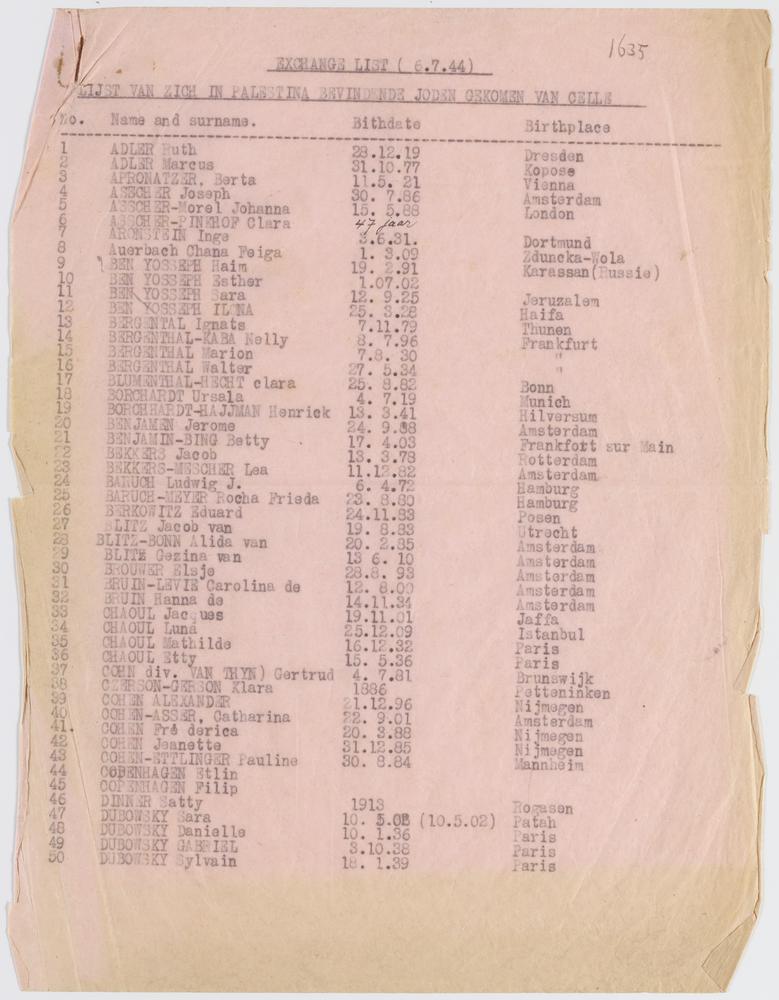 1635
EXCHANGE LIST ( 6.7.44)
LIJST VAN ZICH IN PALESTINA BEVINDENDE JODEN GEKOMEN VAN CELLE
No. Name and surname. Bithdate Birthplace
1 ADLER Ruth 28.12.19 Dresden
2 ADLER Marcus 31.10.77 Kopose
3 APRONATZER, Berta 11.5. 21 Vienna
4 ASSCHER Joseph 30. 7.86 Amsterdam
5 ASSCHER-Morel Johanna 15. 5.88 London
6 ASSCHER-PINKHOF Clara 47 jaar
7 ARONSTEIN Inge 3.6.31. Dortmund
8 Auerbach Chana Feiga 1. 3.09 Zduncka-Wola
9 BEN YOSSEPH Haim 19. 2.91 Karassan(Russie)
10 BEN YOSSEPH Esther 1.07.02
11 BEN YOSSEPH Sara 12. 9.25 Jeruzalem
12 BEN YOSSEPH ILONA 25. 3.28 Haifa
13 BERGENTAL Ignats 7.11.79 Thunen
14 BERGENTHAL-KABA Nelly 8. 7.96 Frankfurt
15 BERGENTHAL Marion 7.8. 30 "
16 BERGENTHAL Walter 27. 5.34 "
17 BLUMENTHAL-HECHT clara 25. 8.82 Bonn
18 BORCHARDT Ursala 4. 7.19 Munich
19 BORCHHARDT-HAJJMAN Henrick 13. 3.41 Hilversum
20 BENJAMEN Jerome 24. 9.88 Amsterdam
21 BENJAMIN-BING Betty 17. 4.03 Frankfort sur Main
22 BEKKERS Jacob 13. 3.78 Rotterdam
23 BEKKERS-MESCHER Lea 11.12.82 Amsterdam
24 BARUCH Ludwig J. 6. 4.72 Hamburg
25 BARUCH-MEYER Rocha Frieda 23. 8.80 Hamburg
26 BERKOWITZ Eduard 24.11.83 Posen
27 BLITZ Jacob van 19. 8.83 Utrecht
28 BLITZ-BONN Alida van 20. 2.85 Amsterdam
29 BLITZ Gezina van 13 6. 10 Amsterdam
30 BROUWER Elsje 28.8. 93 Amsterdam
31 BRUIN-LEVIE Carolina de 12. 8.00 Amsterdam
32 BRUIN Hanna de 14.11.34 Amsterdam
33 CHAOUL Jacques 19.11.01 Jaffa
34 CHAOUL Luna 25.12.09 Istanbul
35 CHAOUL Mathilde 16.12.32 Paris
36 CHAOUL Etty 15. 5.36 Paris
37 COHN div. VAN THYN) Gertrud 4. 7.81 Brunswijk
38 CZERSON-GERSON Klara 1886 Petteninken
39 COHEN ALEXANDER 21.12.96 Nijmegen
40 COHEN-ASSER, Catharina 22. 9.01 Amsterdam
41. COHEN Fré derica 20. 3.88 Nijmegen
42 COHEN Jeanette 31.12.85 Nijmegen
43 COHEN-ETTLINGER Pauline 30. 8.84 Mannheim
44 COPENHAGEN Etlin
45 COPENHAGEN Filip
46 DINNER Satty 1913 Rogasen
47 DUBOWSKY Sara 10. 5.02 (10.5.02) Patah
48 DUBOWSKY Danielle 10. 1.36 Paris
49 DUBOWSKY GABRIEL 3.10.38 Paris
50 DUBOWSKY Sylvain 18. 1.39 Paris